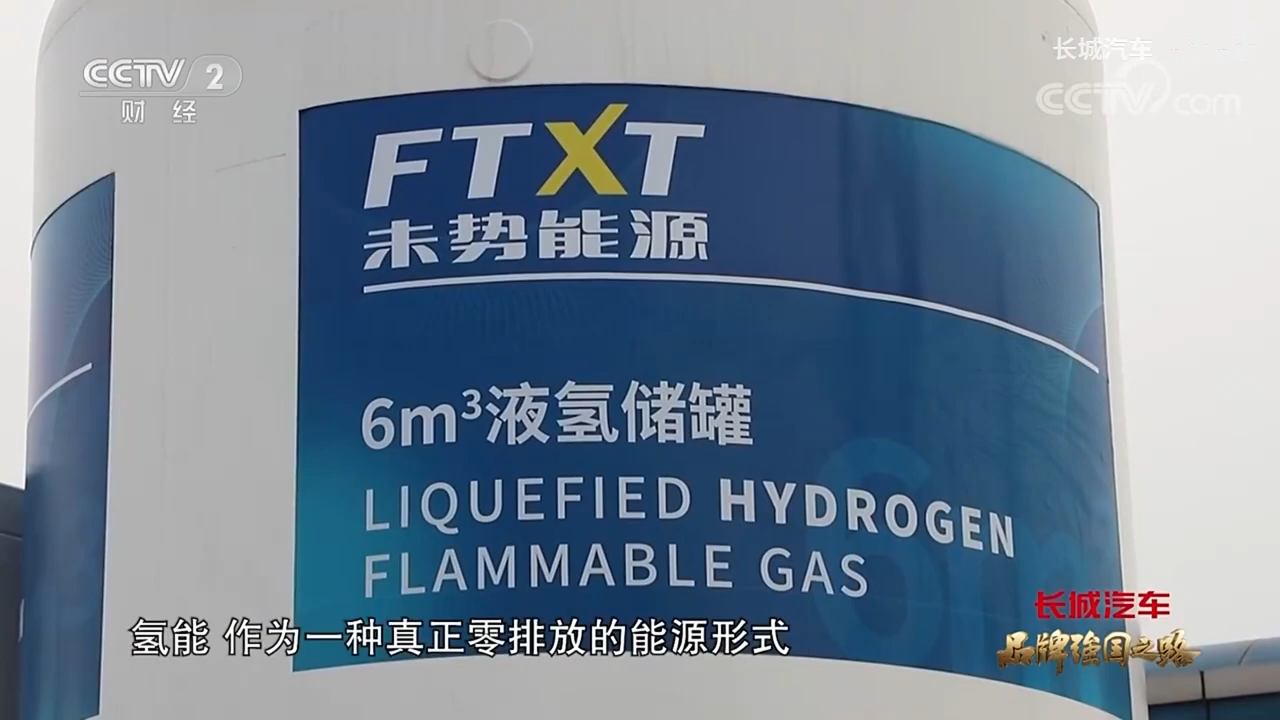 CCTV 2
财经
长城汽车
CCTV.com
FTXT
未势能源
6m³液氢储罐
LIQUEFIED HYDROGEN
FLAMMABLE GAS
氢能 作为一种真正零排放的能源形式
长城汽车
品牌强国之路